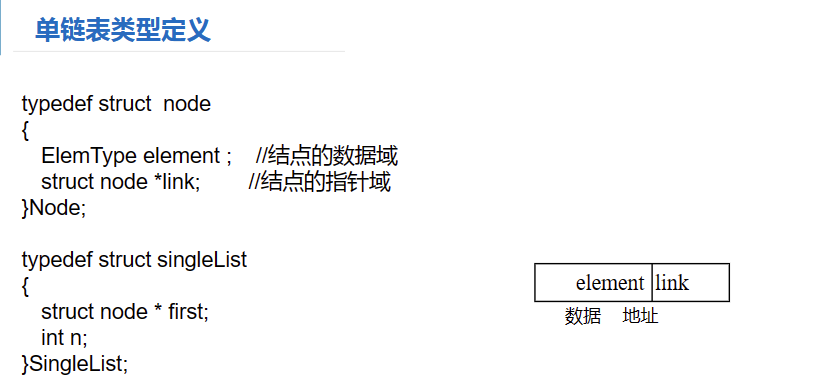 单链表类型定义
typedef struct  node
{
ElemType element ;    //结点的数据域
struct node *link;        //结点的指针域
}Node;
typedef struct singleList
{
struct node * first;
int n;
}SingleList;
element link
数据    地址